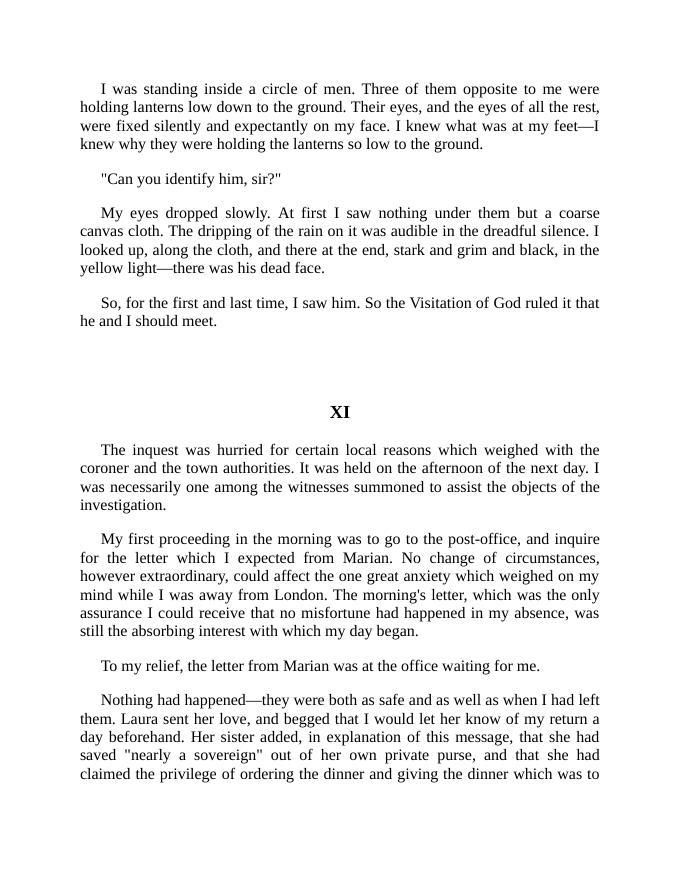 I was standing inside a circle of men. Three of them opposite to me were
holding lanterns low down to the ground. Their eyes, and the eyes of all the rest,
were fixed silently and expectantly on my face. I knew what was at my feet—I
knew why they were holding the lanterns so low to the ground.
"Can you identify him, sir?"
My eyes dropped slowly. At first I saw nothing under them but a coarse
canvas cloth. The dripping of the rain on it was audible in the dreadful silence. I
looked up, along the cloth, and there at the end, stark and grim and black, in the
yellow light—there was his dead face.
So, for the first and last time, I saw him. So the Visitation of God ruled it that
he and I should meet.
XI
The inquest was hurried for certain local reasons which weighed with the
coroner and the town authorities. It was held on the afternoon of the next day. I
was necessarily one among the witnesses summoned to assist the objects of the
investigation.
My first proceeding in the morning was to go to the post-office, and inquire
for the letter which I expected from Marian. No change of circumstances,
however extraordinary, could affect the one great anxiety which weighed on my
mind while I was away from London. The morning's letter, which was the only
assurance I could receive that no misfortune had happened in my absence, was
still the absorbing interest with which my day began.
To my relief, the letter from Marian was at the office waiting for me.
Nothing had happened—they were both as safe and as well as when I had left
them. Laura sent her love, and begged that I would let her know of my return a
day beforehand. Her sister added, in explanation of this message, that she had
saved "nearly a sovereign" out of her own private purse, and that she had
claimed the privilege of ordering the dinner and giving the dinner which was to